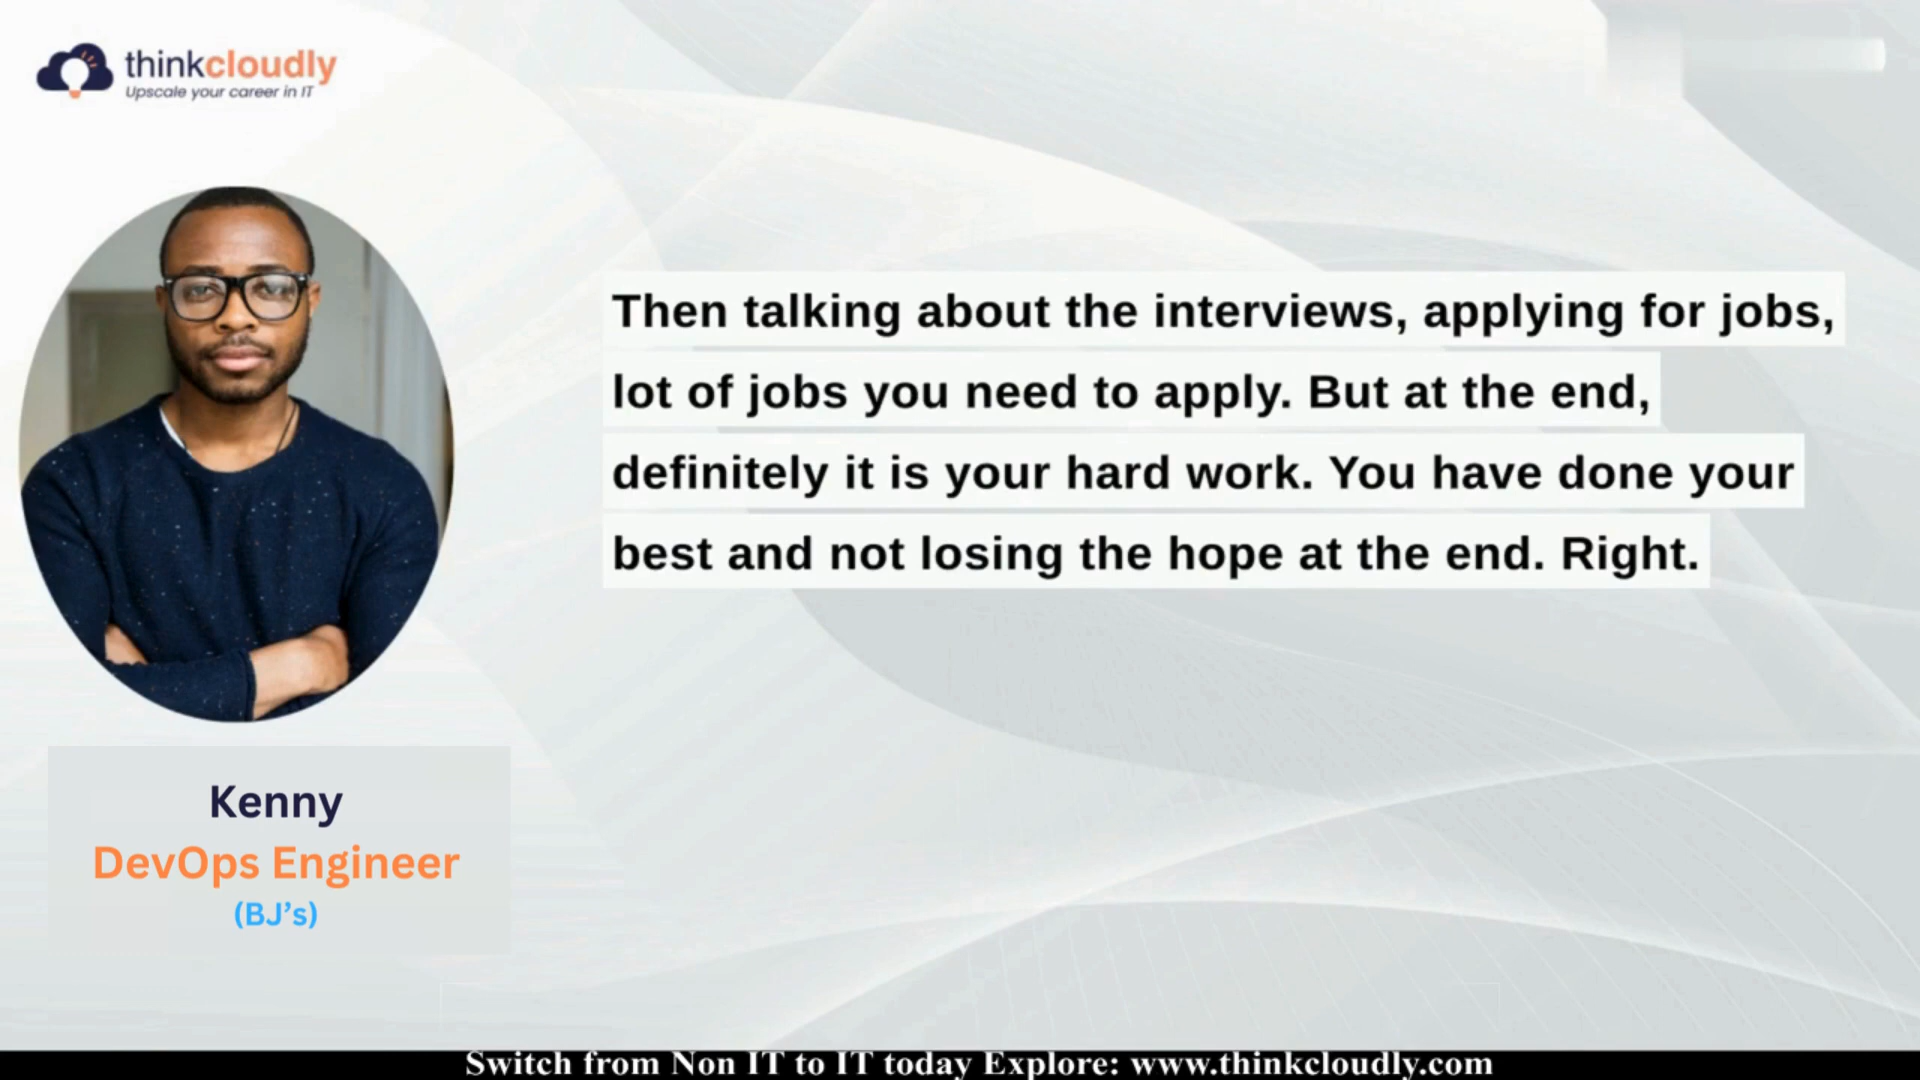 thinkcloudly
Upscale your career in IT
Then talking about the interviews, applying for jobs,
lot of jobs you need to apply. But at the end,
definitely it is your hard work. You have done your
best and not losing the hope at the end. Right.
Kenny
DevOps Engineer
(BJ’s)
Switch from Non IT to IT today Explore: www.thinkcloudly.com